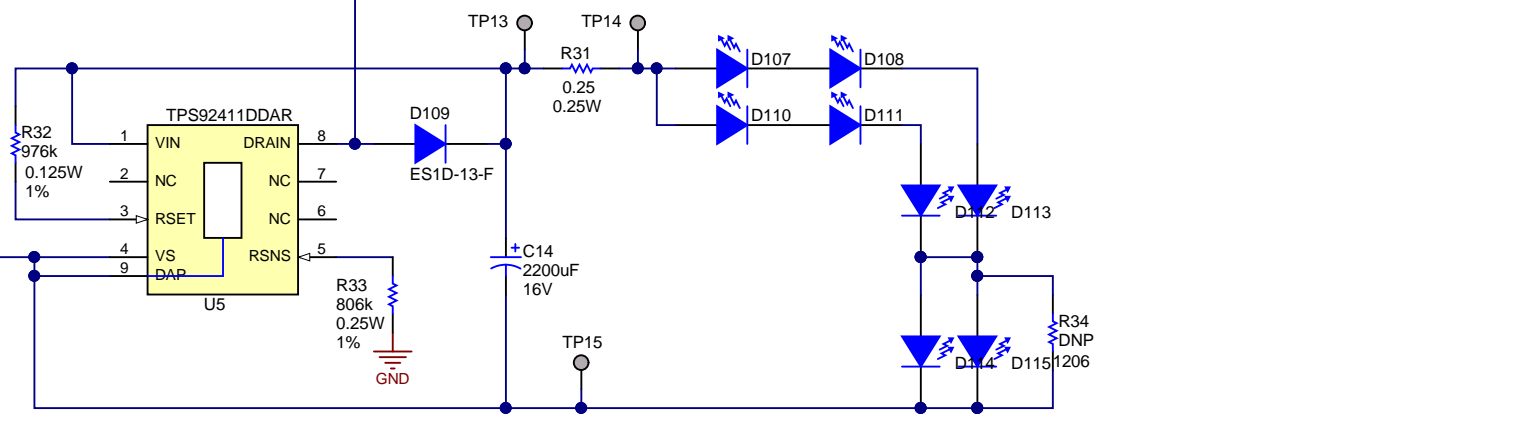 TP13
TP14
R31
0.25
0.25W
D107
D108
D110
D111
TPS92411DDAR
R32
976k
0.125W
1%
1
VIN
DRAIN
8
2
NC
NC
7
3
RSET
NC
6
4
VS
RSNS
5
9
DAP
U5
D109
ES1D-13-F
C14
2200uF
16V
R33
806k
0.25W
1%
GND
TP15
D112
D113
D114
D115
R34
DNP
1206